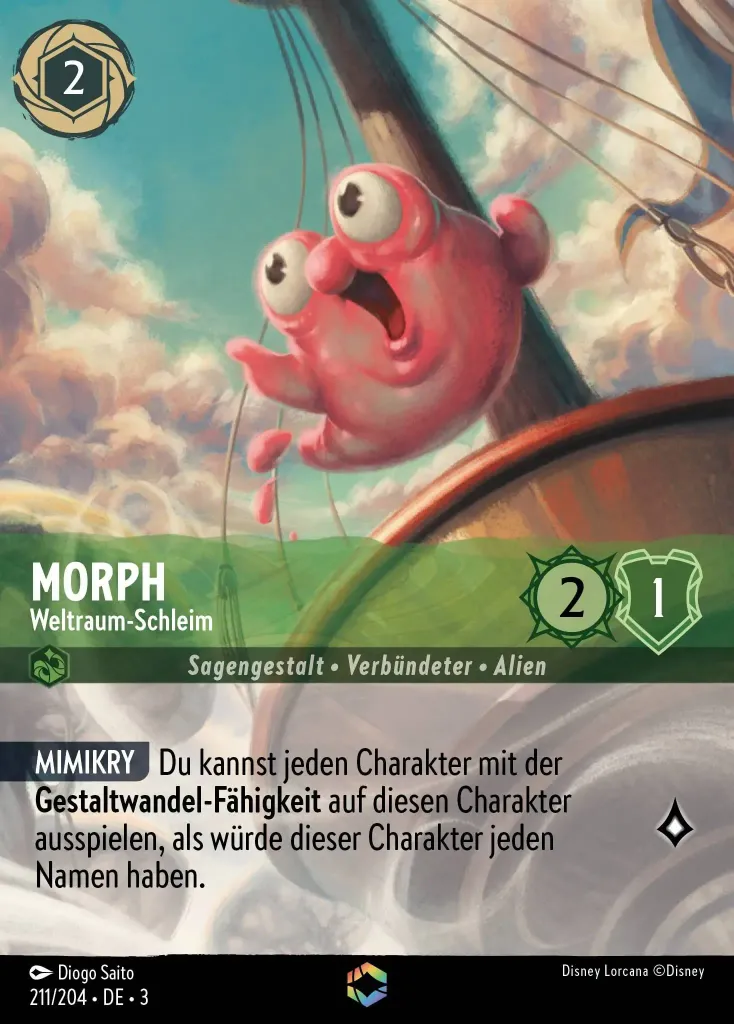 2
MORPH
Weltraum-Schleim
2
1
Sagengestalt • Verbündeter • Alien
MIMIKRY Du kannst jeden Charakter mit der
Gestaltwandel-Fähigkeit auf diesen Charakter
ausspielen, als würde dieser Charakter jeden
Namen haben.
Diogo Saito
Disney Lorcana ©Disney
211/204 • DE • 3